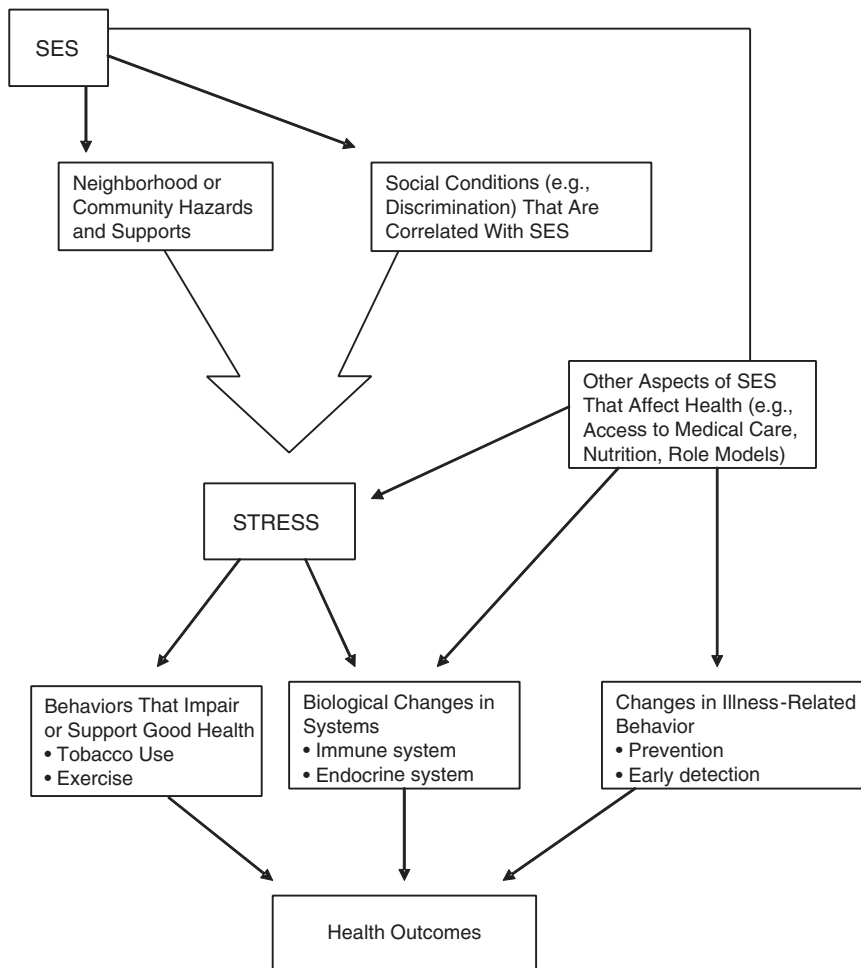 SES
Neighborhood or
Community Hazards
and Supports
Social Conditions (e.g.,
Discrimination) That Are
Correlated With SES
Other Aspects of SES
That Affect Health (e.g.,
Access to Medical Care,
Nutrition, Role Models)
STRESS
Behaviors That Impair
or Support Good Health
• Tobacco Use
• Exercise
Biological Changes in
Systems
• Immune system
• Endocrine system
Changes in Illness-Related
Behavior
• Prevention
• Early detection
Health Outcomes